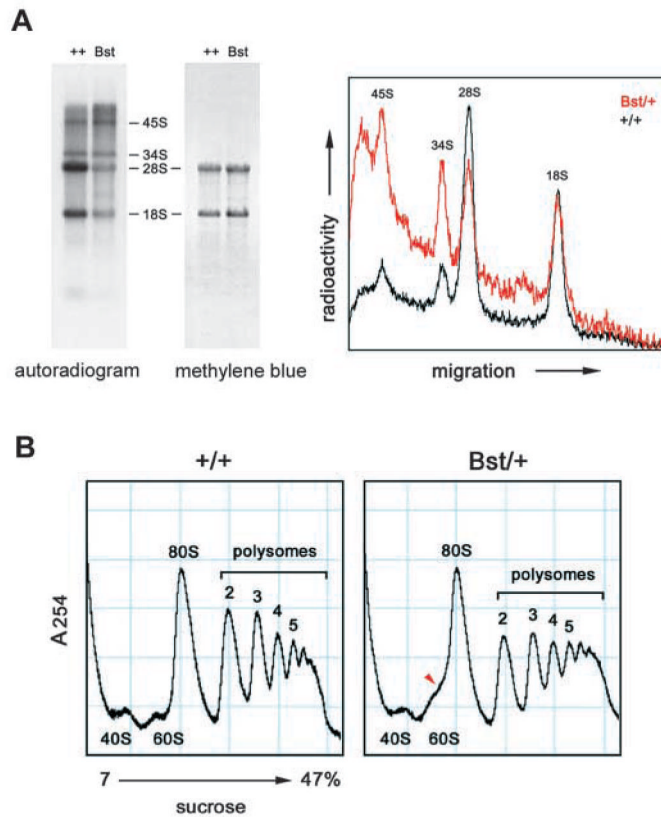 A
++ Bst
++ Bst
45S
34S
28S
18S
autoradiogram
methylene blue
radioactivity
45S
34S
28S
18S
Bst/+
+/+
migration
B
+/+
Bst/+
A254
80S
polysomes
2 3 4 5
40S 60S
7 47%
sucrose
80S
polysomes
2 3 4 5
40S 60S